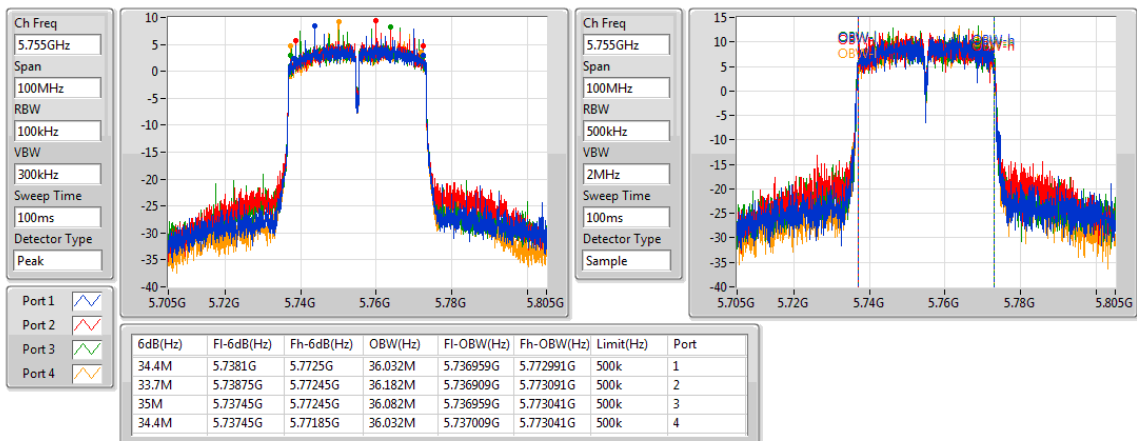 Ch Freq
5.755GHz
Span
100MHz
RBW
100kHz
VBW
300kHz
Sweep Time
100ms
Detector Type
Peak
10
5
0
-5
-10
-15
-20
-25
-30
-35
-40
5.705G 5.72G 5.74G 5.76G 5.78G 5.805G
Ch Freq
5.755GHz
Span
100MHz
RBW
500kHz
VBW
2MHz
Sweep Time
100ms
Detector Type
Sample
15
10
5
0
-5
-10
-15
-20
-25
-30
-35
-40
OBW-l
OBW-h
5.705G 5.72G 5.74G 5.76G 5.78G 5.805G
Port 1
Port 2
Port 3
Port 4
6dB(Hz) Fl-6dB(Hz) Fh-6dB(Hz) OBW(Hz) Fl-OBW(Hz) Fh-OBW(Hz) Limit(Hz) Port
34.4M 5.7381G 5.7725G 36.032M 5.736959G 5.772991G 500k 1
33.7M 5.73875G 5.77245G 36.182M 5.736909G 5.773091G 500k 2
35M 5.73745G 5.77245G 36.082M 5.736959G 5.773041G 500k 3
34.4M 5.73745G 5.77185G 36.032M 5.737009G 5.773041G 500k 4